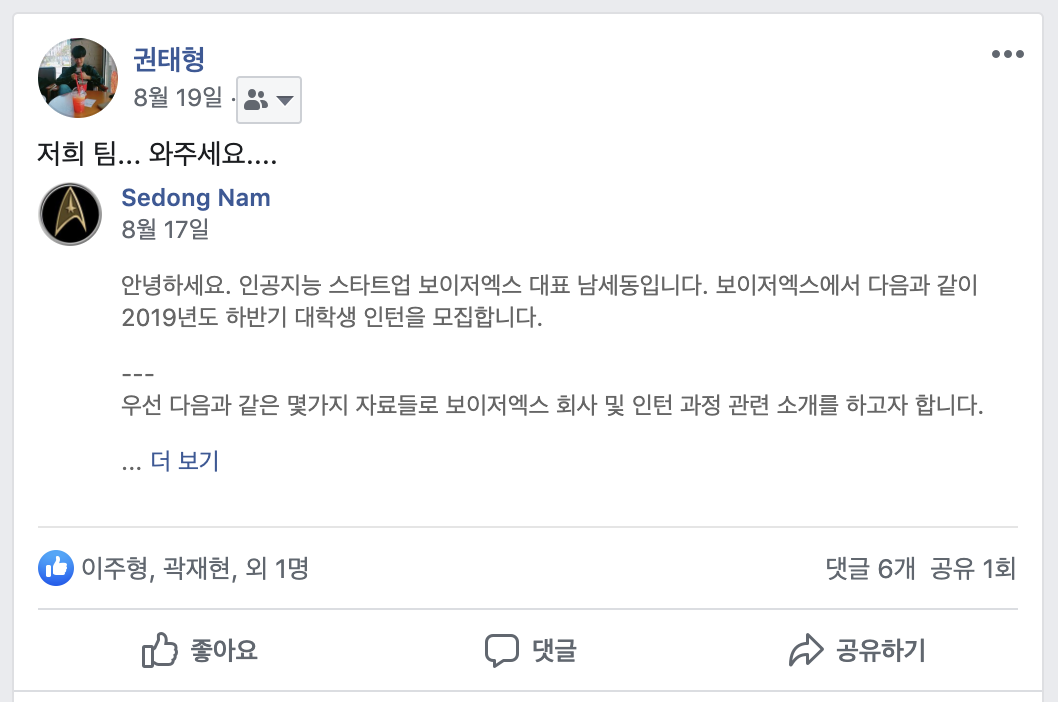 권태형
8월 19일 ·
저희 팀... 와주세요....
Sedong Nam
8월 17일
안녕하세요. 인공지능 스타트업 보이저엑스 대표 남세동입니다. 보이저엑스에서 다음과 같이
2019년도 하반기 대학생 인턴을 모집합니다.
---
우선 다음과 같은 몇가지 자료들로 보이저엑스 회사 및 인턴 과정 관련 소개를 하고자 합니다.
... 더 보기
이주형, 곽재현, 외 1명 댓글 6개 공유 1회
좋아요 댓글 공유하기